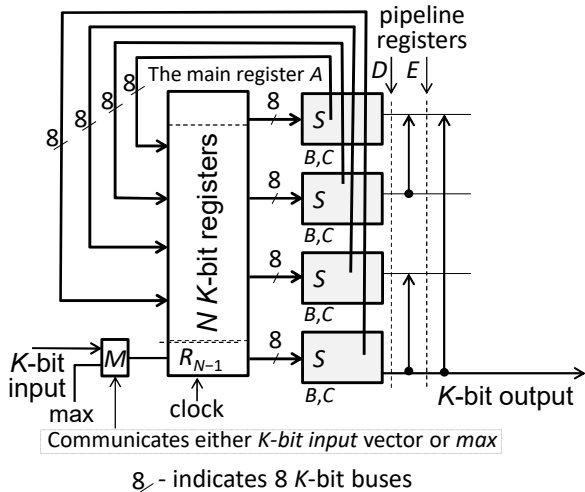 pipeline
registers
D E
The main register A
8
8
8
8
8
8
8
8
S
B,C
S
B,C
S
B,C
S
B,C
N K-bit registers
R_{N−1}
K-bit
input
M
max
clock
K-bit output
Communicates either K-bit input vector or max
8 - indicates 8 K-bit buses